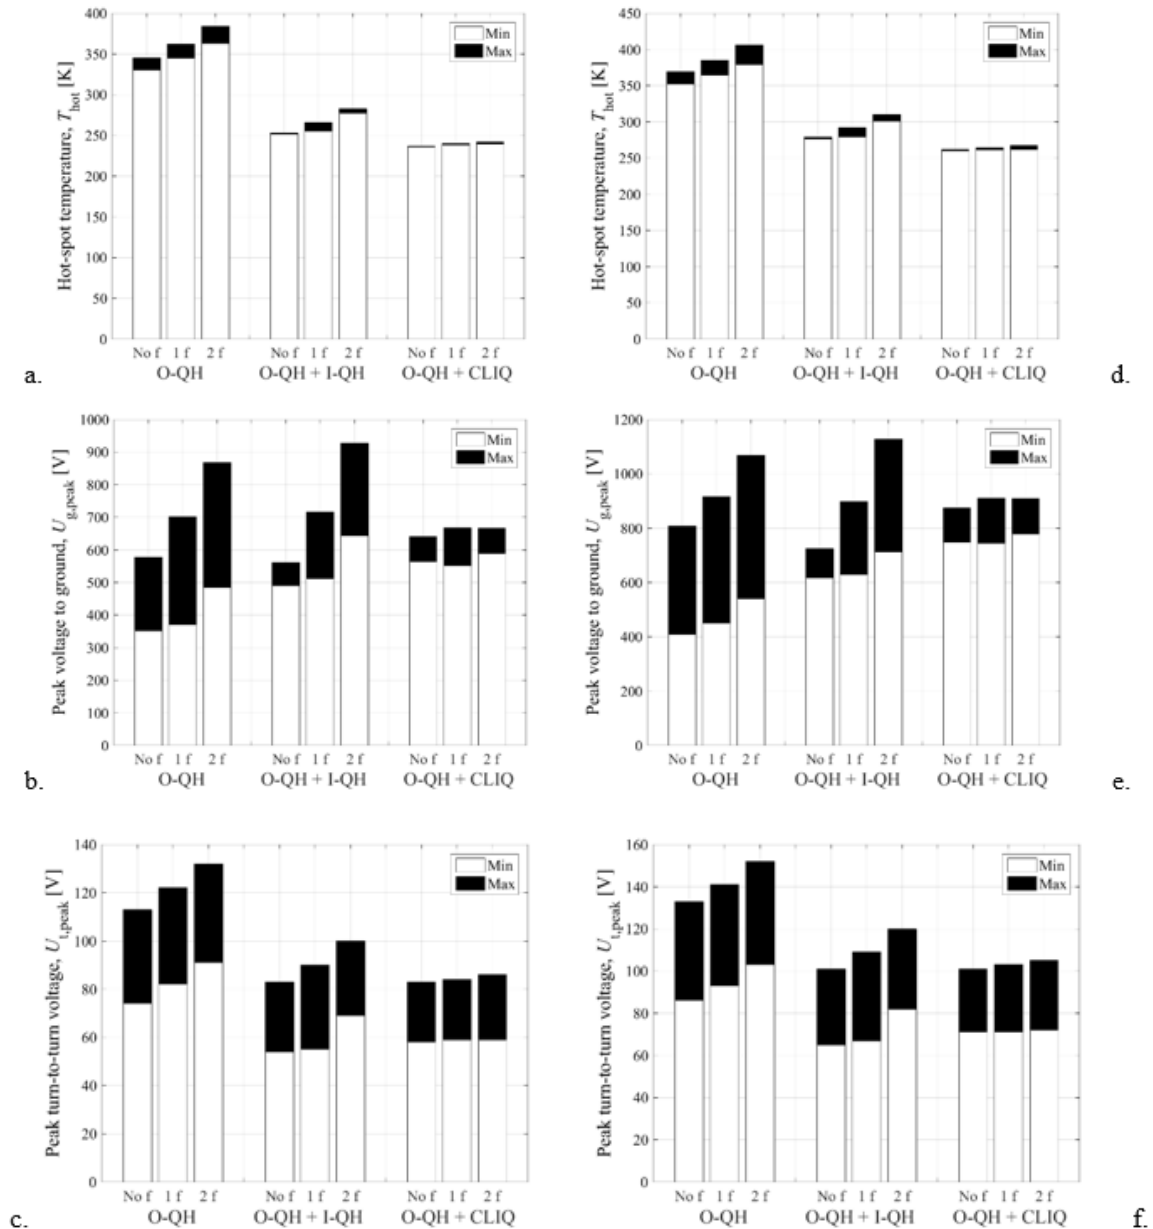 400
350
300
250
200
150
100
50
0
Hot-spot temperature, T_hot [K]
Min
Max
No f 1 f 2 f No f 1 f 2 f No f 1 f 2 f
O-QH O-QH + I-QH O-QH + CLIQ
a.
450
400
350
300
250
200
150
100
50
0
Hot-spot temperature, T_hot [K]
Min
Max
No f 1 f 2 f No f 1 f 2 f No f 1 f 2 f
O-QH O-QH + I-QH O-QH + CLIQ
d.
1000
900
800
700
600
500
400
300
200
100
0
Peak voltage to ground, U_g,peak [V]
Min
Max
No f 1 f 2 f No f 1 f 2 f No f 1 f 2 f
O-QH O-QH + I-QH O-QH + CLIQ
b.
1200
1000
800
600
400
200
0
Peak voltage to ground, U_g,peak [V]
Min
Max
No f 1 f 2 f No f 1 f 2 f No f 1 f 2 f
O-QH O-QH + I-QH O-QH + CLIQ
e.
140
120
100
80
60
40
20
0
Peak turn-to-turn voltage, U_t,peak [V]
Min
Max
No f 1 f 2 f No f 1 f 2 f No f 1 f 2 f
O-QH O-QH + I-QH O-QH + CLIQ
c.
160
140
120
100
80
60
40
20
0
Peak turn-to-turn voltage, U_t,peak [V]
Min
Max
No f 1 f 2 f No f 1 f 2 f No f 1 f 2 f
O-QH O-QH + I-QH O-QH + CLIQ
f.